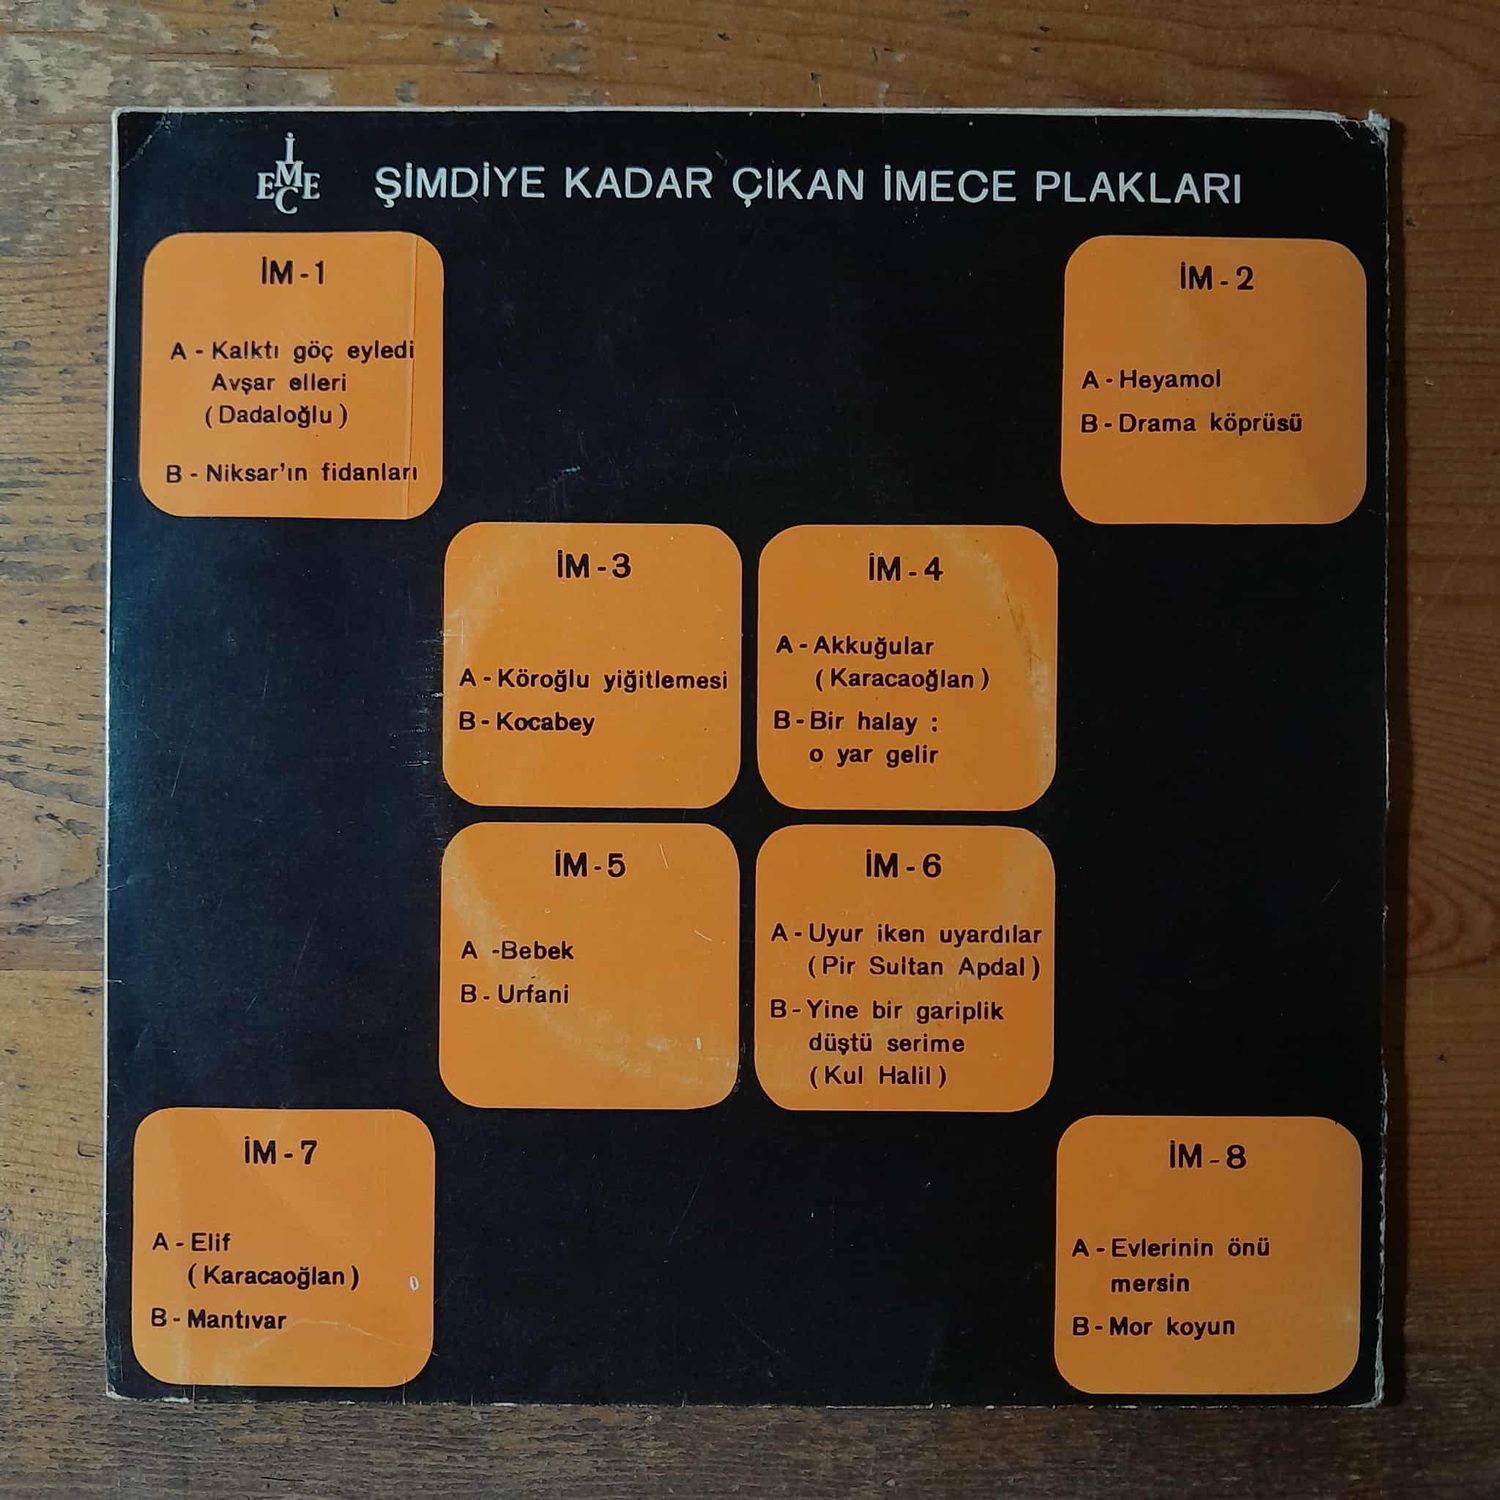 İMECE ŞİMDİYE KADAR ÇIKAN İMECE PLAKLARI
İM - 1
A - Kalktı göç eyledi
Avşar elleri
( Dadaloğlu )
B - Niksar'ın fidanları
İM - 2
A - Heyamol
B - Drama köprüsü
İM - 3
A - Köroğlu yiğitlemesi
B - Kocabey
İM - 4
A - Akkuğular
( Karacaoğlan )
B - Bir halay :
o yar gelir
İM - 5
A -Bebek
B - Urfani
İM - 6
A - Uyur iken uyardılar
( Pir Sultan Apdal )
B - Yine bir gariplik
düştü serime
( Kul Halil )
İM - 7
A - Elif
( Karacaoğlan )
B - Mantıvar
İM - 8
A - Evlerinin önü
mersin
B - Mor koyun